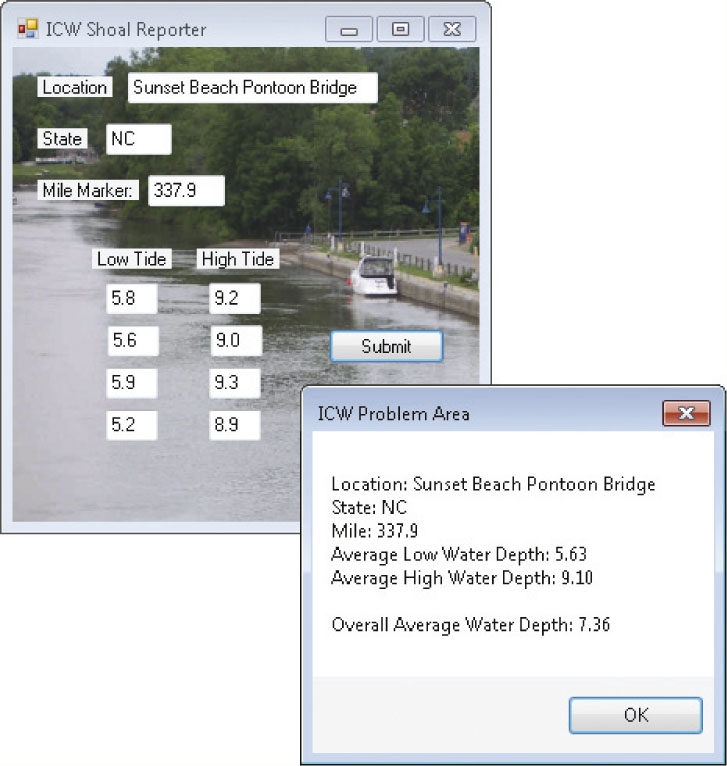 ICW Shoal Reporter
Location Sunset Beach Pontoon Bridge
State NC
Mile Marker: 337.9
Low Tide High Tide
5.8 9.2
5.6 9.0
Submit
5.9 9.3
5.2 8.9
ICW Problem Area
Location: Sunset Beach Pontoon Bridge
State: NC
Mile: 337.9
Average Low Water Depth: 5.63
Average High Water Depth: 9.10
Overall Average Water Depth: 7.36
OK